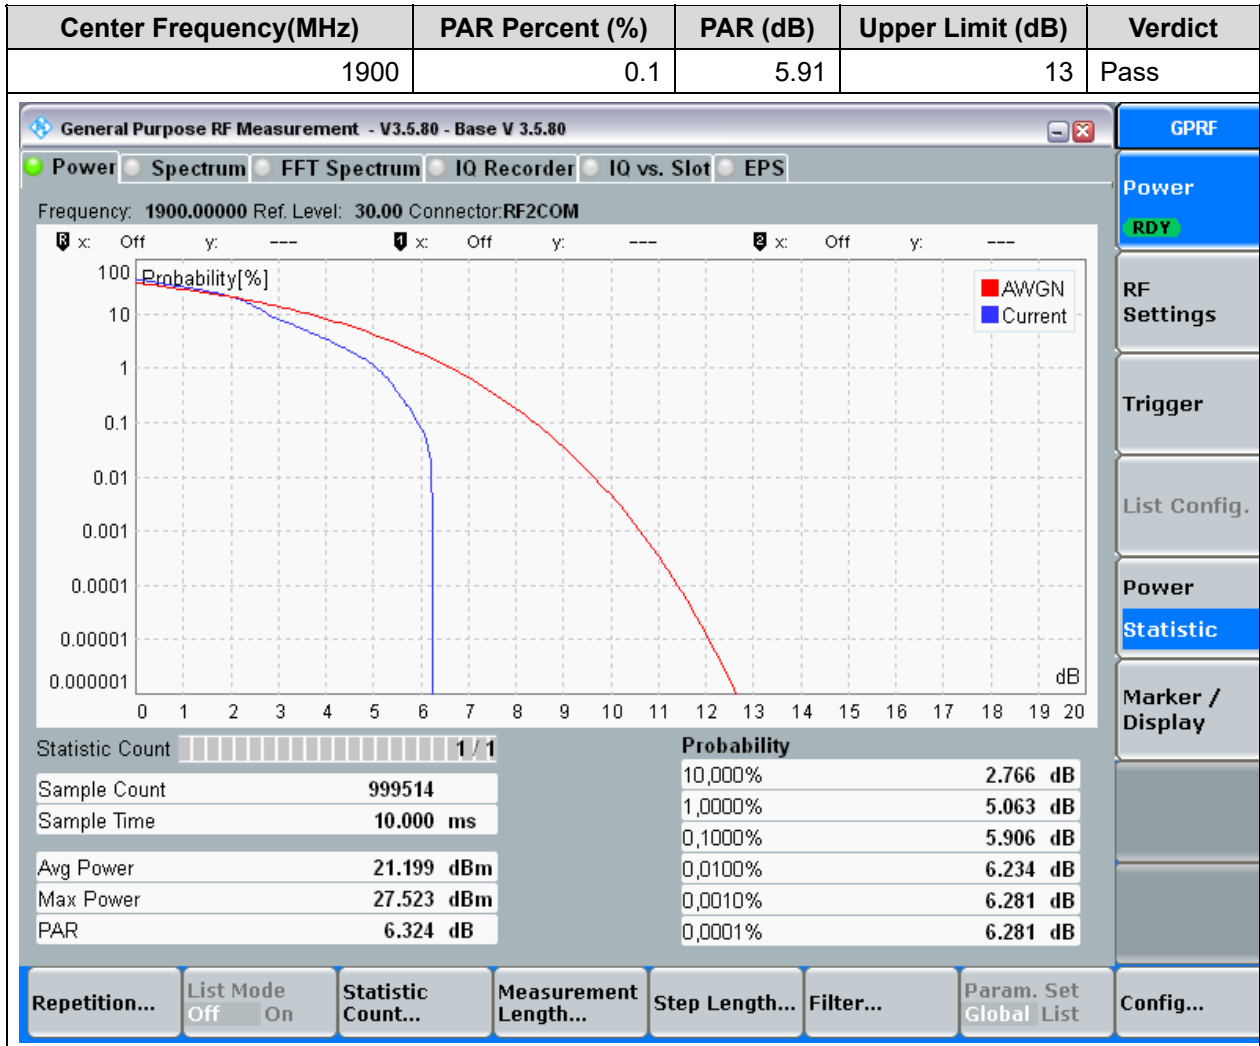 Center Frequency(MHz) PAR Percent (%) PAR (dB) Upper Limit (dB) Verdict
1900 0.1 5.91 13 Pass
General Purpose RF Measurement - V3.5.80 - Base V 3.5.80
GPRF
Power Spectrum FFT Spectrum IQ Recorder IQ vs. Slot EPS
Power
RDY
Frequency: 1900.00000 Ref. Level: 30.00 Connector:RF2COM
R x: Off y: --- 1 x: Off y: --- 2 x: Off y: ---
Probability[%]
AWGN
Current
100
10
1
0.1
0.01
0.001
0.0001
0.00001
0.000001
dB
0 1 2 3 4 5 6 7 8 9 10 11 12 13 14 15 16 17 18 19 20
RF
Settings
Trigger
List Config.
Power
Statistic
Marker /
Display
Statistic Count 1 / 1
Sample Count 999514
Sample Time 10.000 ms
Avg Power 21.199 dBm
Max Power 27.523 dBm
PAR 6.324 dB
Probability
10,000% 2.766 dB
1,0000% 5.063 dB
0,1000% 5.906 dB
0,0100% 6.234 dB
0,0010% 6.281 dB
0,0001% 6.281 dB
Repetition...
List Mode
Off On
Statistic
Count...
Measurement
Length...
Step Length...
Filter...
Param. Set
Global List
Config...